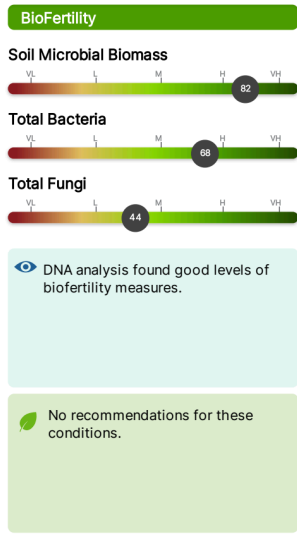 BioFertility
Soil Microbial Biomass
VL L M H VH
82
Total Bacteria
VL L M H VH
68
Total Fungi
VL L M H VH
44
DNA analysis found good levels of
biofertility measures.
No recommendations for these
conditions.